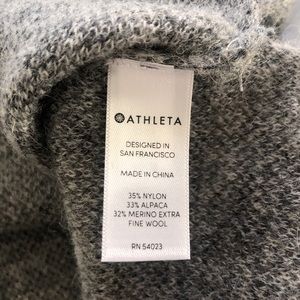 ATHLETA
DESIGNED IN
SAN FRANCISCO
MADE IN CHINA
35% NYLON
33% ALPACA
32% MERINO EXTRA
FINE WOOL
RN 54023